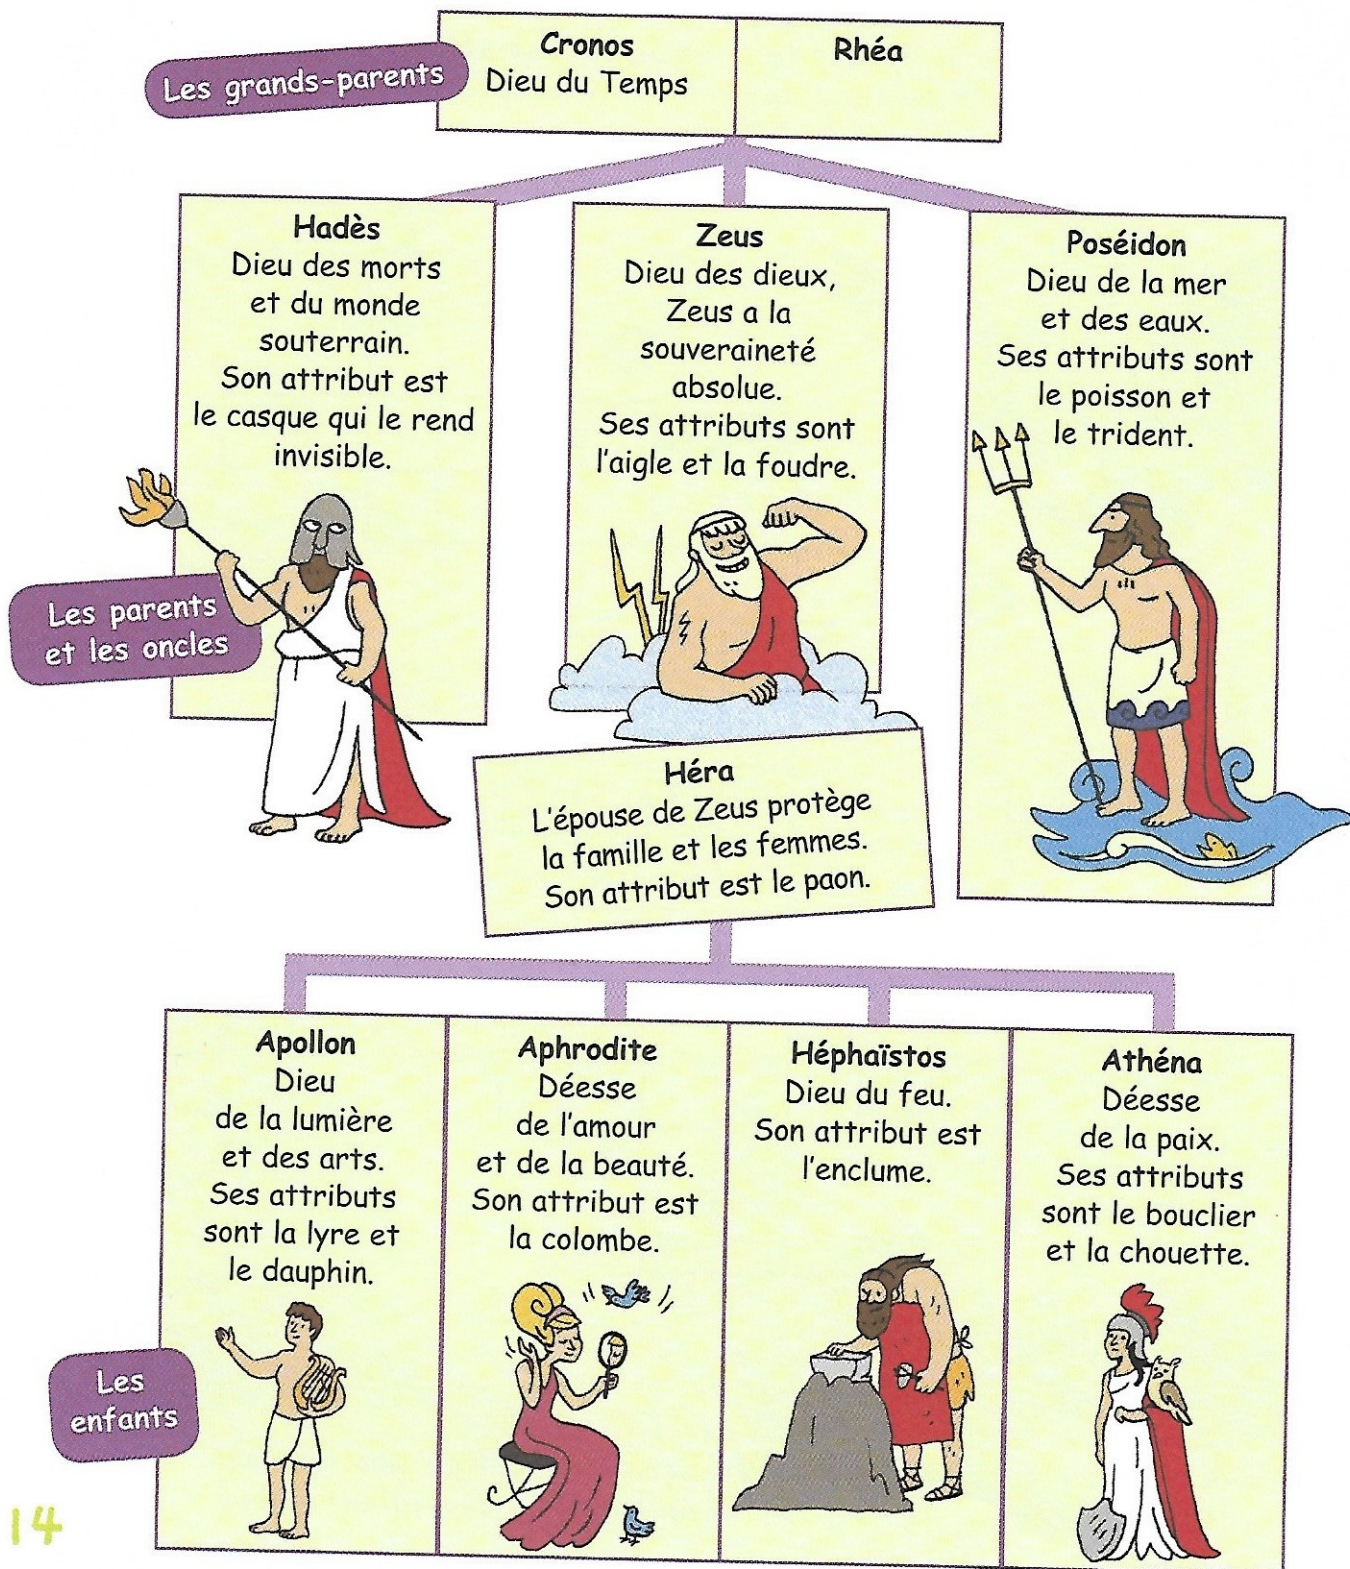 Les grands-parents
Cronos
Dieu du Temps
Rhéa
Hadès
Dieu des morts
et du monde
souterrain.
Son attribut est
le casque qui le rend
invisible.
Zeus
Dieu des dieux,
Zeus a la
souveraineté
absolue.
Ses attributs sont
l'aigle et la foudre.
Poséidon
Dieu de la mer
et des eaux.
Ses attributs sont
le poisson et
le trident.
Les parents
et les oncles
Héra
L'épouse de Zeus protège
la famille et les femmes.
Son attribut est le paon.
Apollon
Dieu
de la lumière
et des arts.
Ses attributs
sont la lyre et
le dauphin.
Aphrodite
Déesse
de l'amour
et de la beauté.
Son attribut est
la colombe.
Héphaïstos
Dieu du feu.
Son attribut est
l'enclume.
Athéna
Déesse
de la paix.
Ses attributs
sont le bouclier
et la chouette.
Les
enfants
14